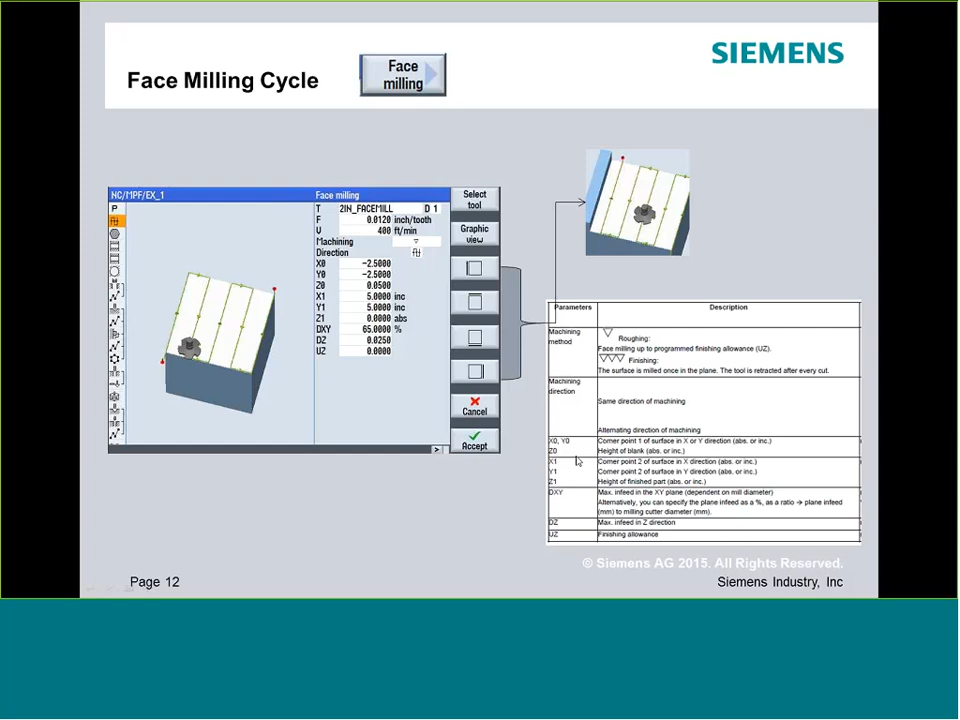 SIEMENS
Face Milling Cycle
Face
milling
NC/MPF/EX_1
Face milling
T 2IN_FACEMILL D 1
F 0.0120 inch/tooth
V 400 ft/min
Machining ▽
Direction
X0 -2.5000
Y0 -2.5000
Z0 0.0500
X1 5.0000 inc
Y1 5.0000 inc
Z1 0.0000 abs
DXY 65.0000 %
DZ 0.0250
UZ 0.0000
Select
tool
Graphic
view
Cancel
Accept
P
>
Parameters Description
Machining
method
▽ Roughing:
Face milling up to programmed finishing allowance (UZ).
▽▽▽ Finishing:
The surface is milled once in the plane. The tool is retracted after every cut.
Machining
direction
Same direction of machining
Alternating direction of machining
X0, Y0 Corner point 1 of surface in X or Y direction (abs. or inc.)
Z0 Height of blank (abs. or inc.)
X1 Corner point 2 of surface in X direction (abs. or inc.)
Y1 Corner point 2 of surface in Y direction (abs. or inc.)
Z1 Height of finished part (abs. or inc.)
DXY Max. infeed in the XY plane (dependent on mill diameter)
Alternatively, you can specify the plane infeed as a %, as a ratio → plane infeed
(mm) to milling cutter diameter (mm).
DZ Max. infeed in Z direction
UZ Finishing allowance
© Siemens AG 2015. All Rights Reserved.
Page 12
Siemens Industry, Inc